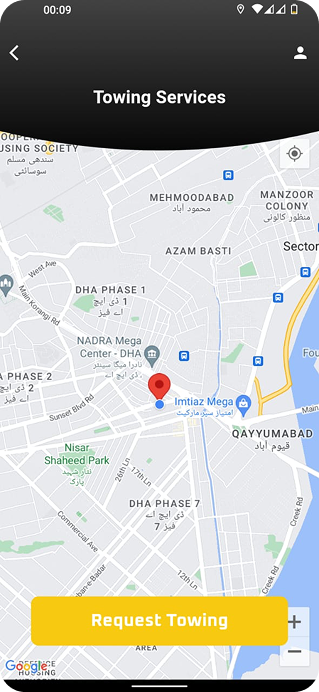 00:09
Towing Services
USING SOCIETY
سندھی مسلم
سوسائٹی
MEHMOODABAD
محمود آباد
MANZOOR
COLONY
منظور کالونی
Sector
AZAM BASTI
West Ave
Main Korangi Rd
DHA PHASE 1
ڈی ایچ 1
اے فیز
NADRA Mega
Center - DHA
نادرا میگا سینٹر
ڈی ایچ اے
A PHASE 2
ڈی ایچ 2
اے فیز
Sunset Blvd Rd
Imtiaz Mega
امتیاز سپر مارکیٹ
Fou
Main
QAYYUMABAD
قیوم آباد
Nisar
Shaheed Park
نثار شہید
پارک
26th Ln
17th Ln
DHA PHASE 7
ڈی ایچ اے
فیز 7
Commercial Ave
Creek Rd
12th Ln
an-e-Badar
Creek Rd
Request Towing
+
−
AREA
Google
HOUSING